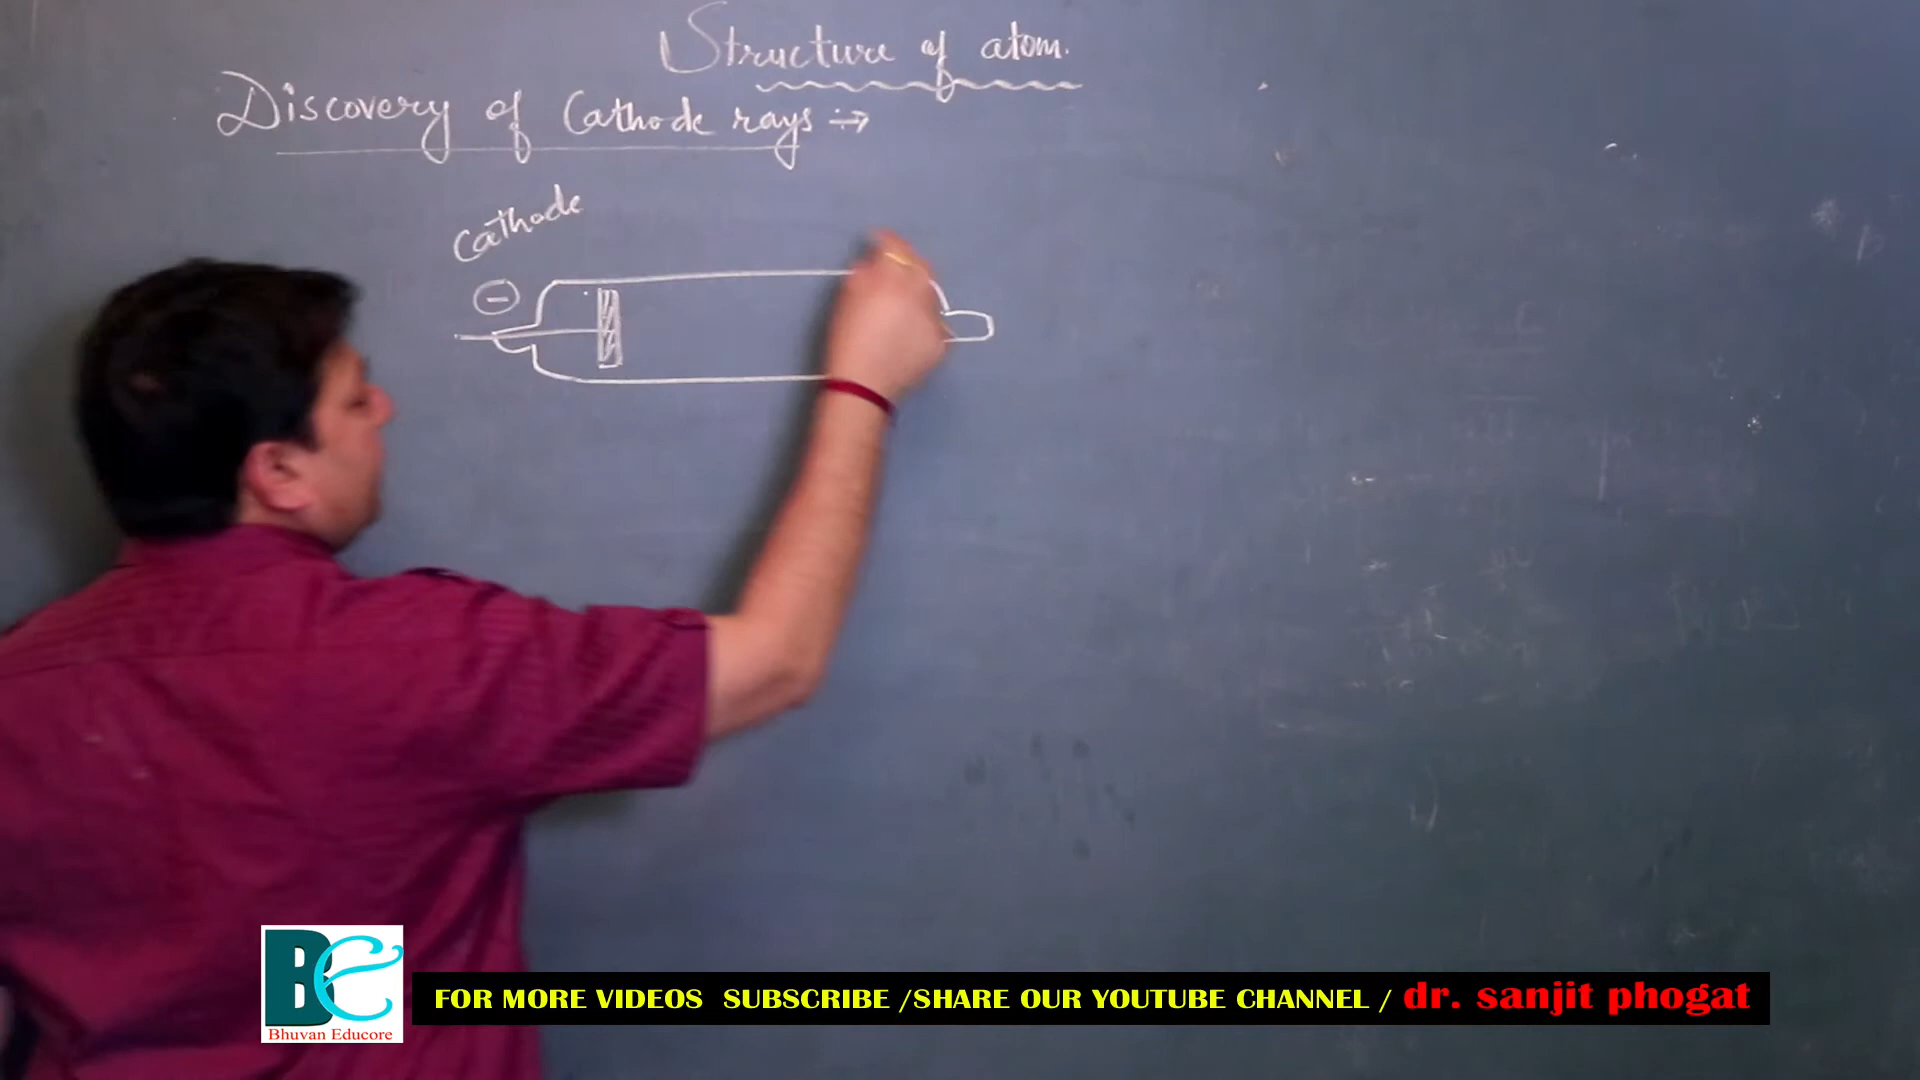 Structure of atom.
Discovery of Cathode rays →
Cathode
−
BE
Bhuvan Educore
FOR MORE VIDEOS SUBSCRIBE /SHARE OUR YOUTUBE CHANNEL / dr. sanjit phogat